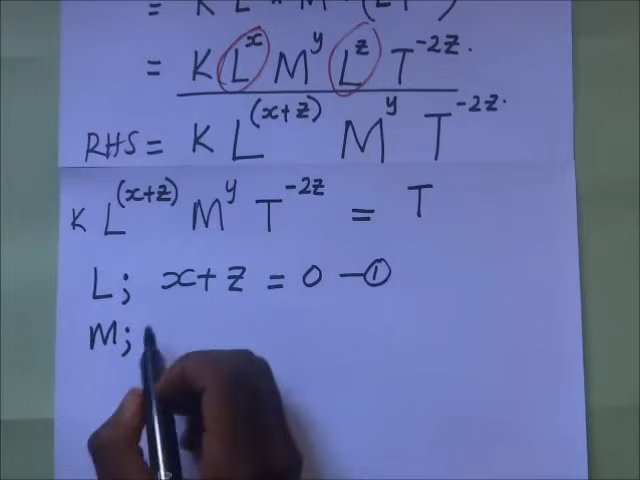 = K L^x M^y L^z T^-2z.
RHS = K L^(x+z) M^y T^-2z.
K L^(x+z) M^y T^-2z = T
L; x+z = 0 — ①
M;